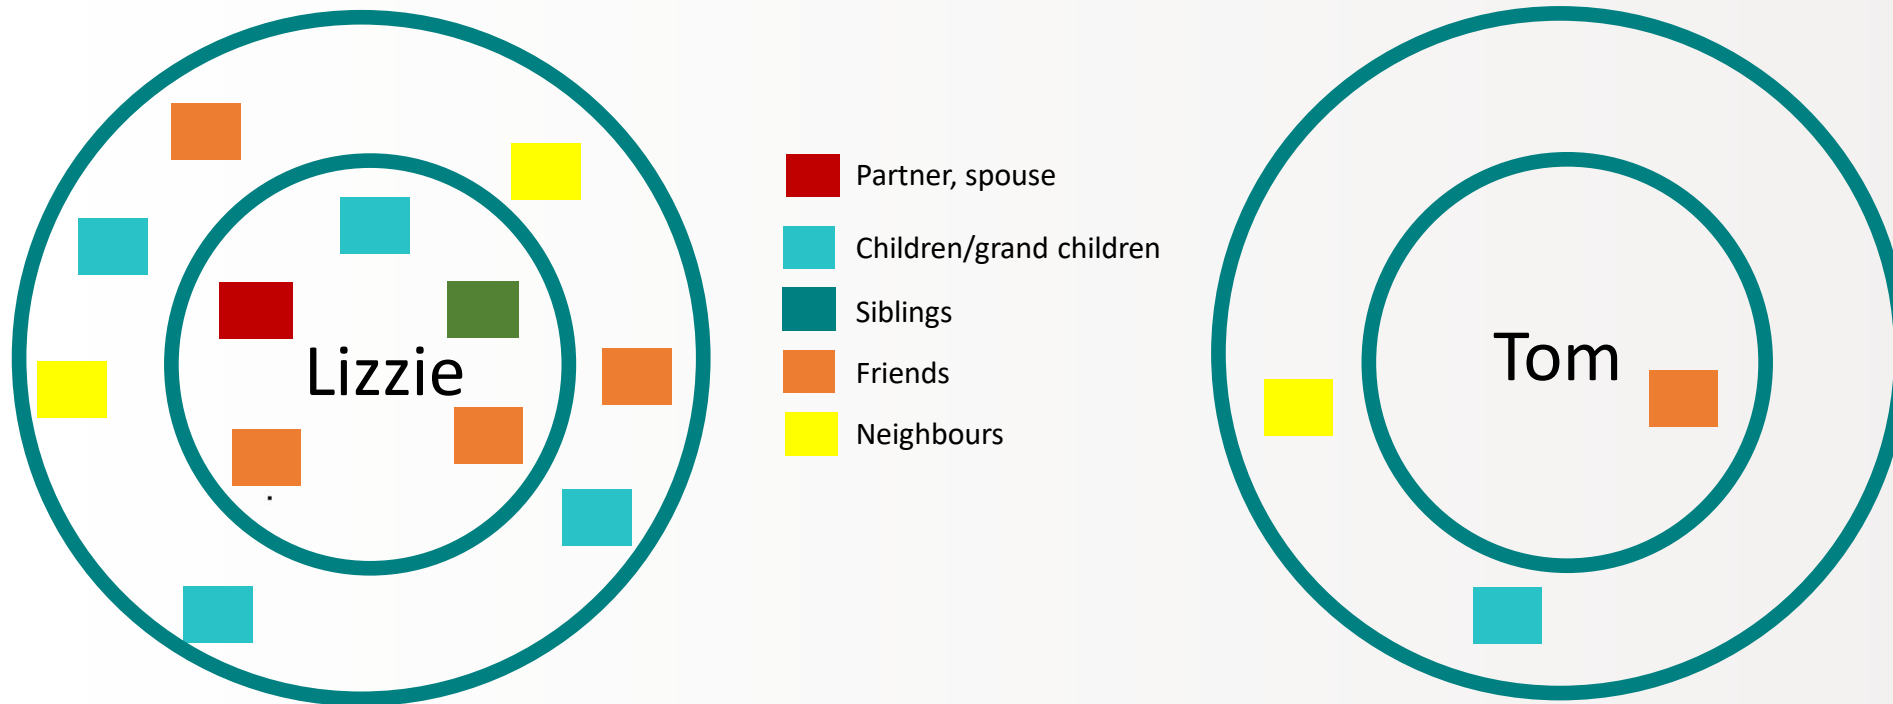 Lizzie
Partner, spouse
Children/grand children
Siblings
Friends
Neighbours
Tom